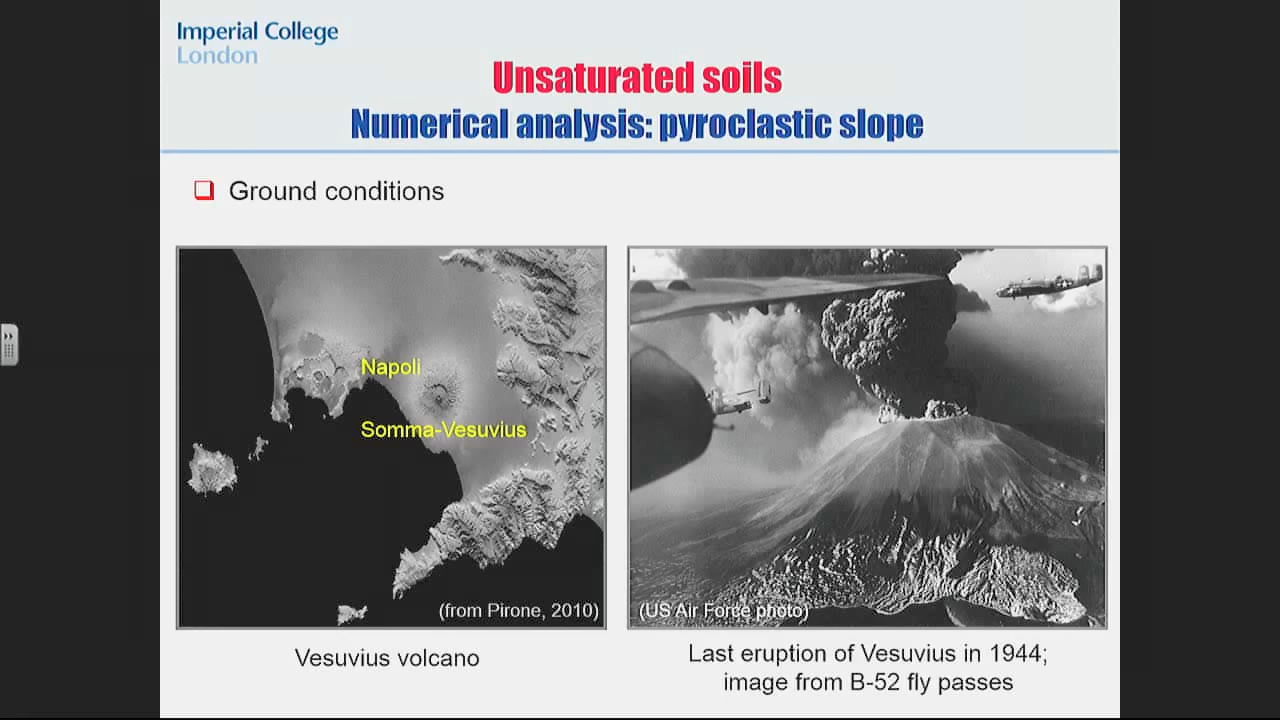 Imperial College
London
Unsaturated soils
Numerical analysis: pyroclastic slope
Ground conditions
Napoli
Somma-Vesuvius
(from Pirone, 2010)
(US Air Force photo)
Vesuvius volcano
Last eruption of Vesuvius in 1944;
image from B-52 fly passes